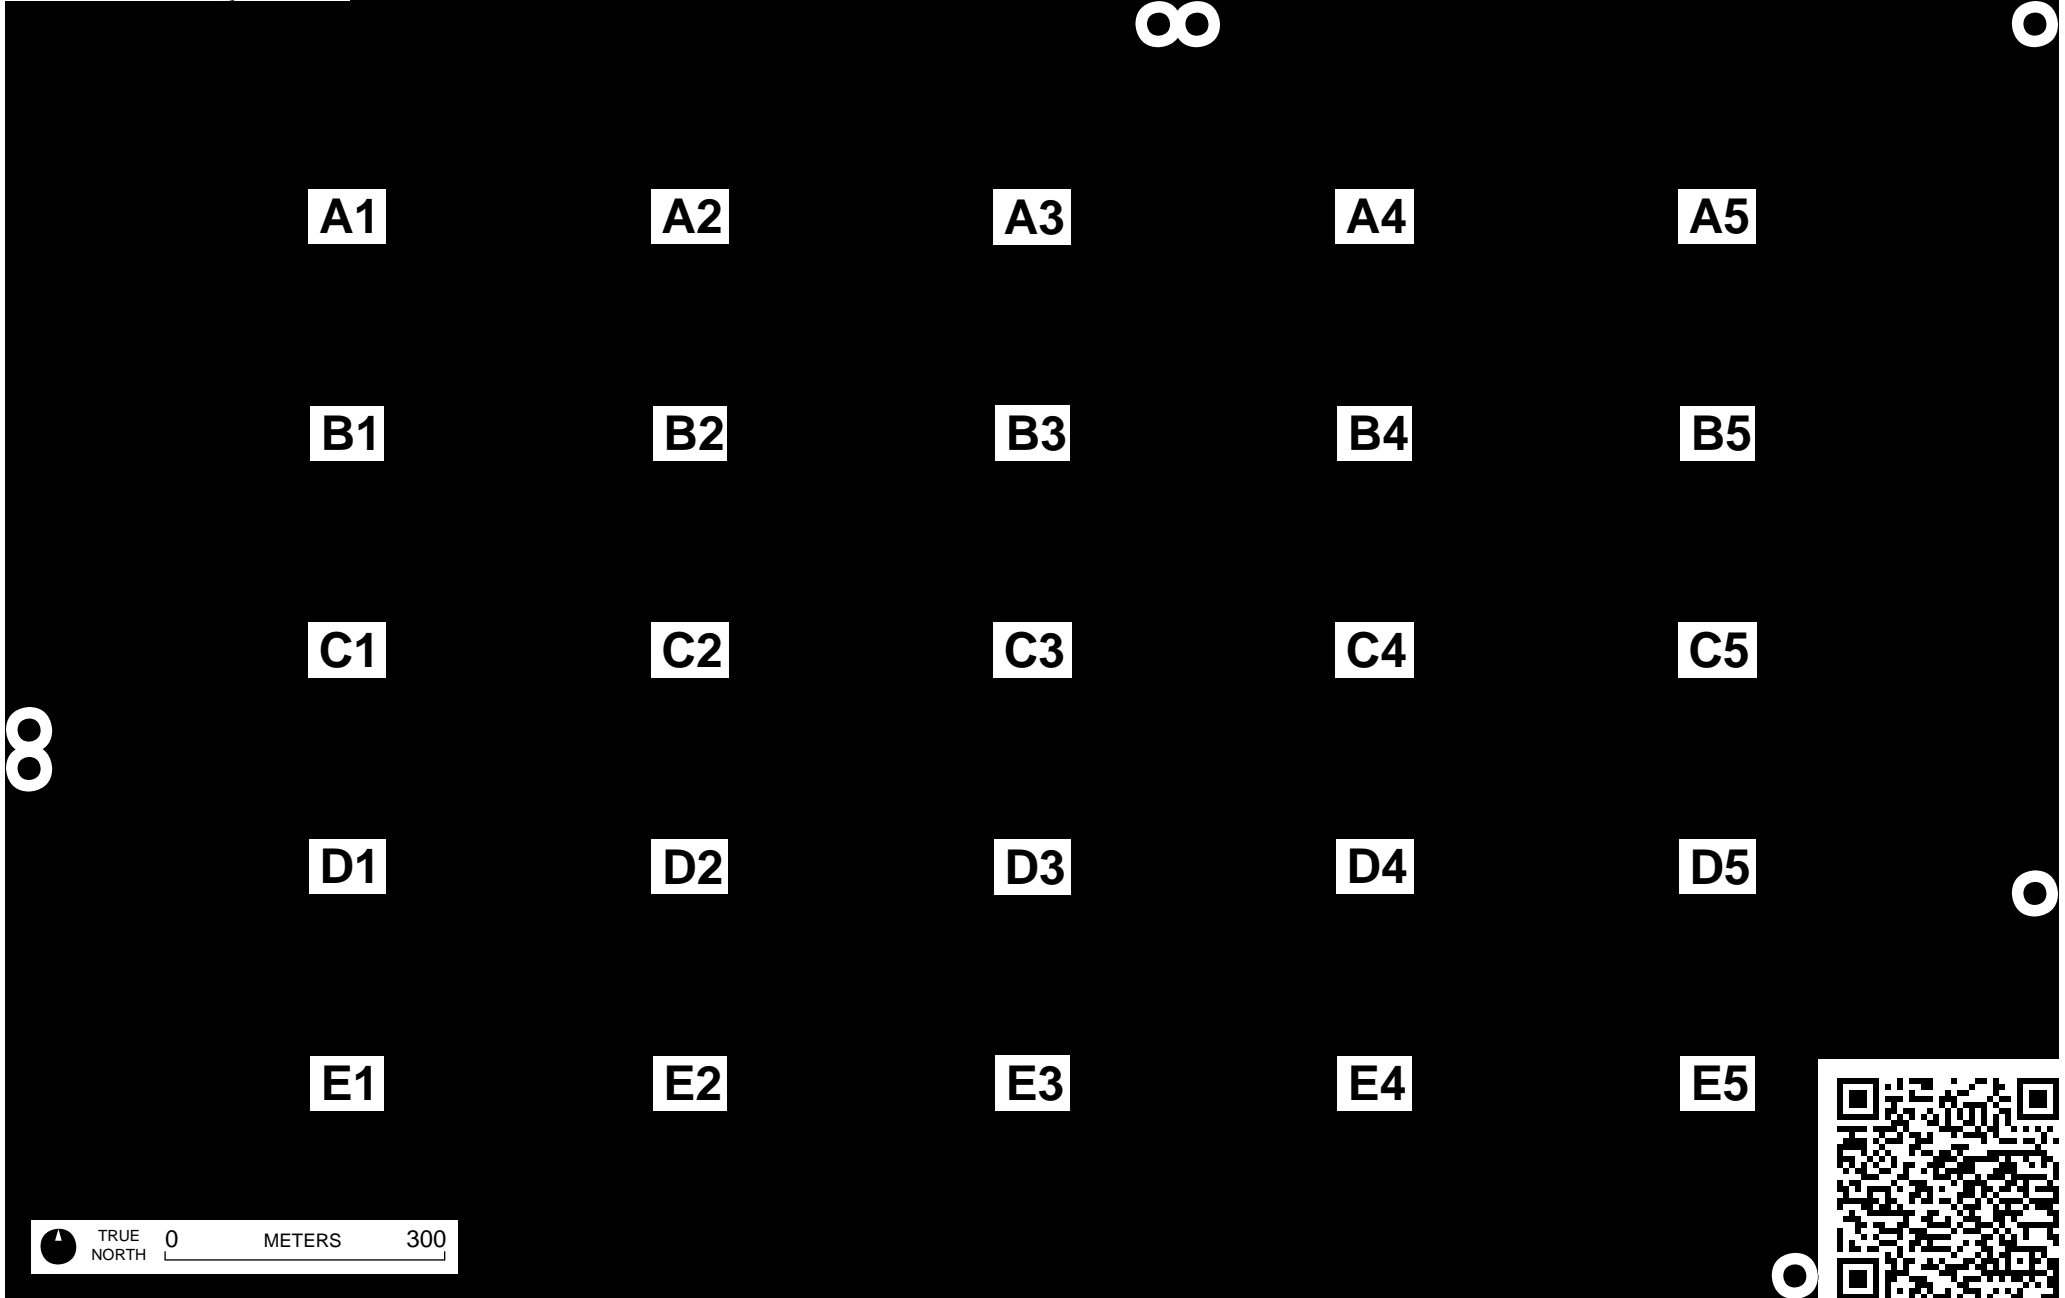 A1 A2 A3 A4 A5
B1 B2 B3 B4 B5
C1 C2 C3 C4 C5
D1 D2 D3 D4 D5
E1 E2 E3 E4 E5
TRUE NORTH 0 METERS 300